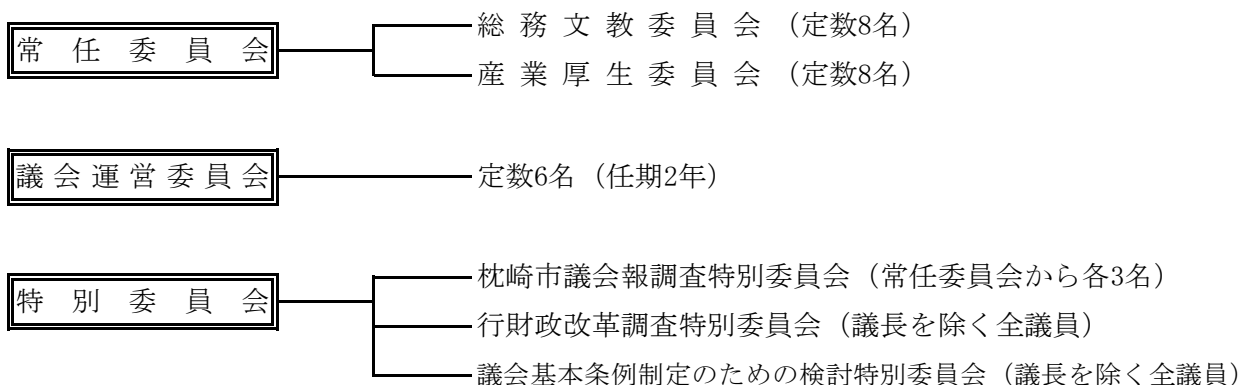 常任委員会
総務文教委員会（定数8名）
産業厚生委員会（定数8名）
議会運営委員会
定数6名（任期2年）
特別委員会
枕崎市議会報調査特別委員会（常任委員会から各3名）
行財政改革調査特別委員会（議長を除く全議員）
議会基本条例制定のための検討特別委員会（議長を除く全議員）